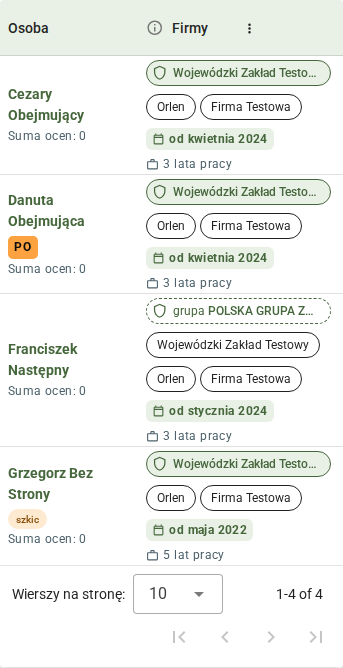 Osoba
Firmy
Cezary
Obejmujący
Suma ocen: 0
Wojewódzki Zakład Testo...
Orlen
Firma Testowa
od kwietnia 2024
3 lata pracy
Danuta
Obejmująca
PO
Suma ocen: 0
Wojewódzki Zakład Testo...
Orlen
Firma Testowa
od kwietnia 2024
3 lata pracy
Franciszek
Następny
Suma ocen: 0
grupa POLSKA GRUPA Z...
Wojewódzki Zakład Testowy
Orlen
Firma Testowa
od stycznia 2024
3 lata pracy
Grzegorz Bez
Strony
szkic
Suma ocen: 0
Wojewódzki Zakład Testo...
Orlen
Firma Testowa
od maja 2022
5 lat pracy
Wierszy na stronę:
10
1-4 of 4